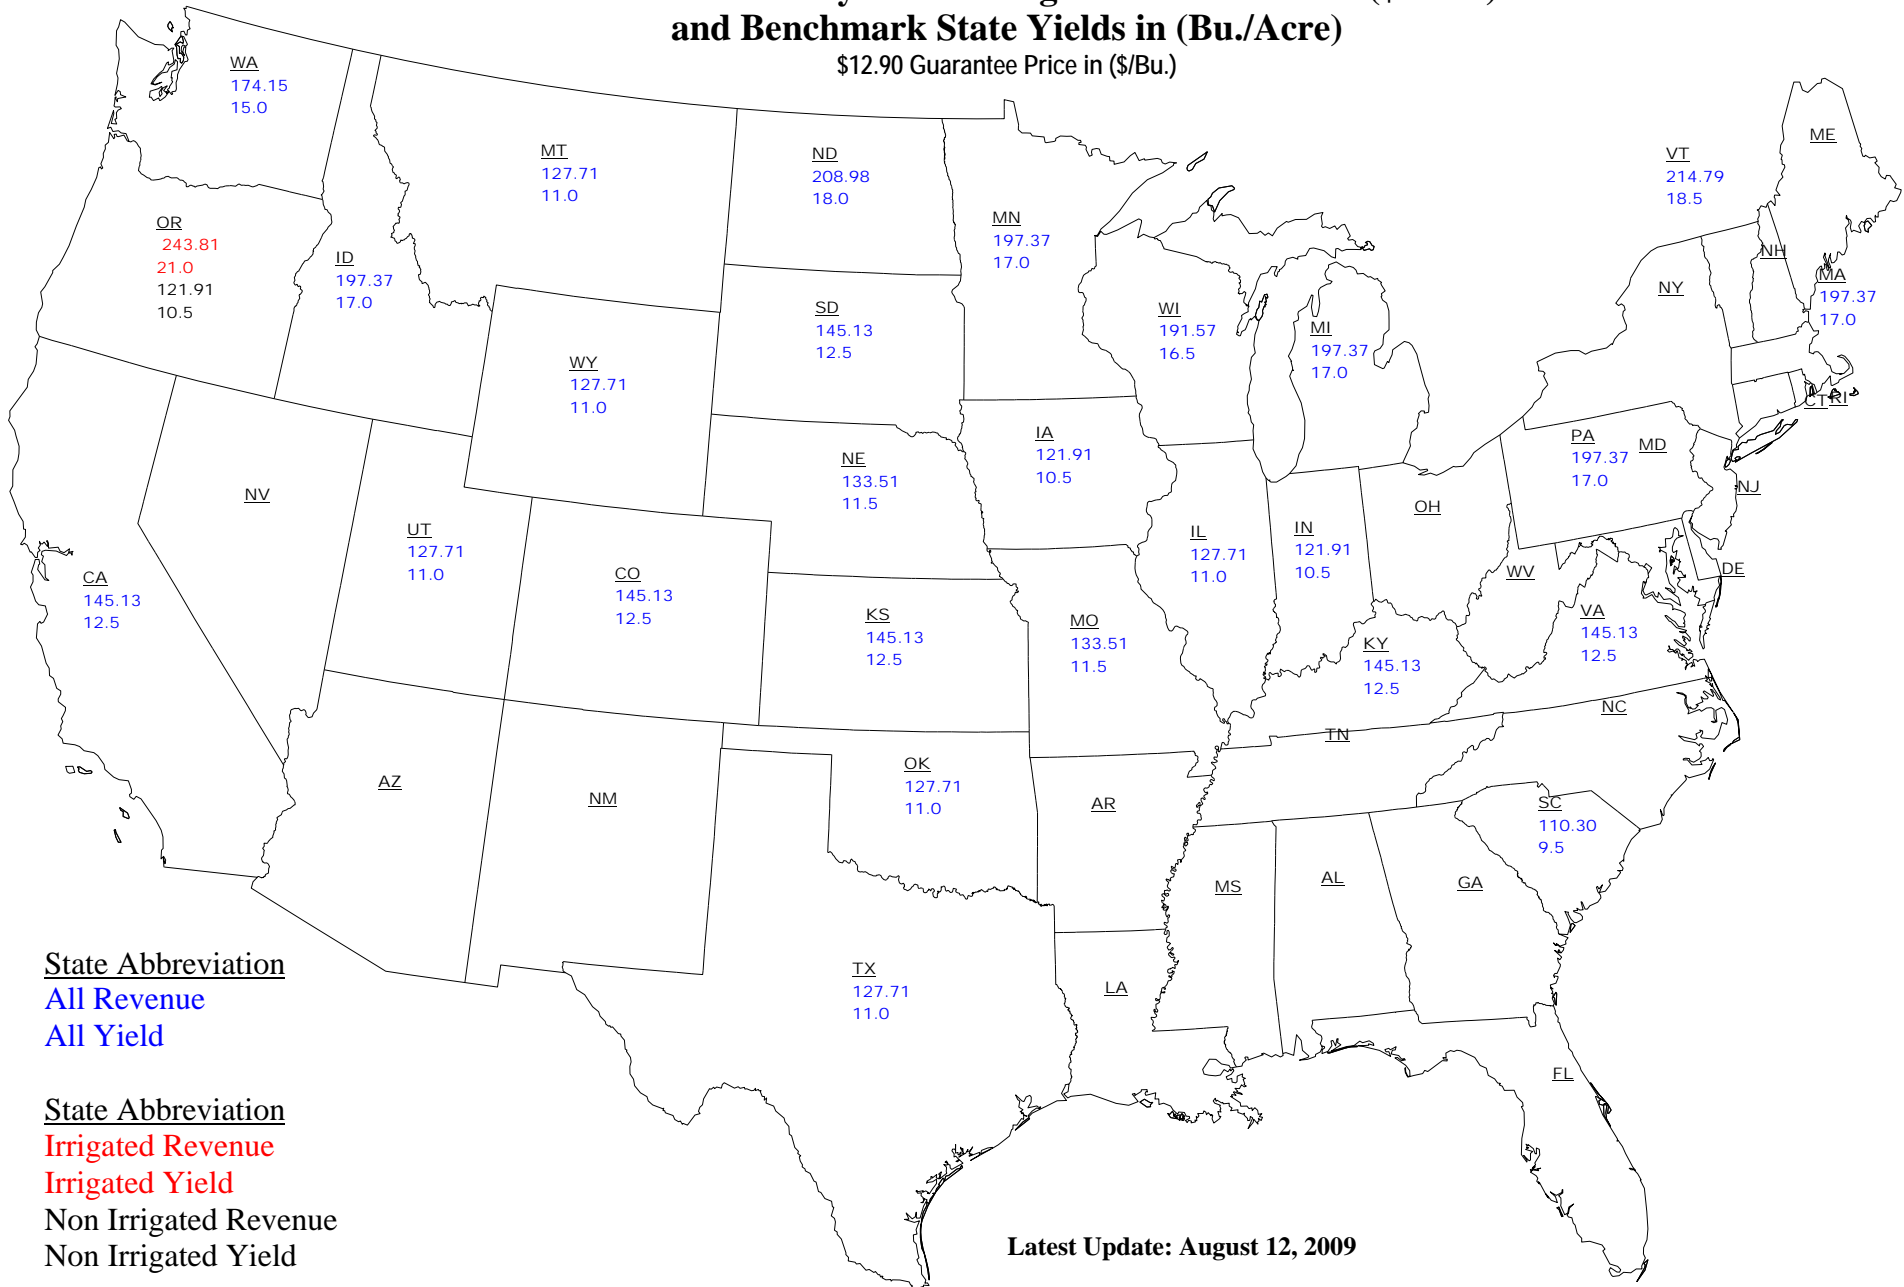 and Benchmark State Yields in (Bu./Acre)
$12.90 Guarantee Price in ($/Bu.)
WA
174.15
15.0
MT
127.71
11.0
ND
208.98
18.0
MN
197.37
17.0
VT
214.79
18.5
ME
OR
243.81
21.0
121.91
10.5
ID
197.37
17.0
WY
127.71
11.0
SD
145.13
12.5
WI
191.57
16.5
MI
197.37
17.0
NY
NH
MA
197.37
17.0
CT
RI
NV
UT
127.71
11.0
CA
145.13
12.5
CO
145.13
12.5
NE
133.51
11.5
IA
121.91
10.5
IL
127.71
11.0
IN
121.91
10.5
OH
PA
197.37
17.0
MD
NJ
DE
WV
VA
145.13
12.5
KS
145.13
12.5
MO
133.51
11.5
KY
145.13
12.5
TN
NC
AZ
NM
OK
127.71
11.0
AR
SC
110.30
9.5
MS
AL
GA
TX
127.71
11.0
LA
FL
State Abbreviation
All Revenue
All Yield
State Abbreviation
Irrigated Revenue
Irrigated Yield
Non Irrigated Revenue
Non Irrigated Yield
Latest Update: August 12, 2009